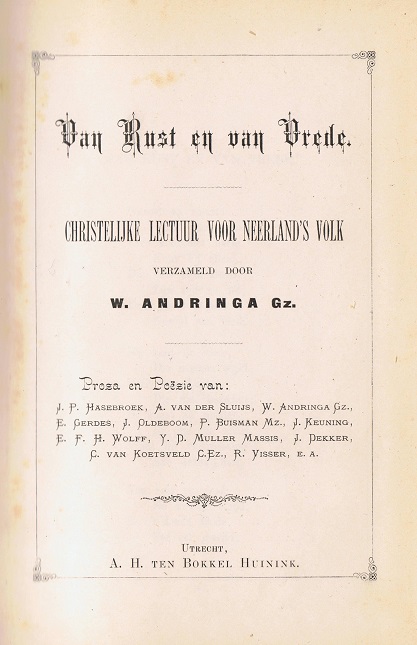 Van Rust en van Vrede.
CHRISTELIJKE LECTUUR VOOR NEERLAND'S VOLK
VERZAMELD DOOR
W. ANDRINGA Gz.
Proza en Poëzie van:
J. P. Hasebroek, A. van der Sluijs, W. Andringa Gz.,
E. Gerdes, J. Oldeboom, P. Buisman Mz., J. Keuning,
E. F. H. Wolff, Y. D. Muller Massis, J. Dekker,
C. van Koetsveld C.Ez., R. Visser, e. a.
Utrecht,
A. H. ten Bokkel Huinink.